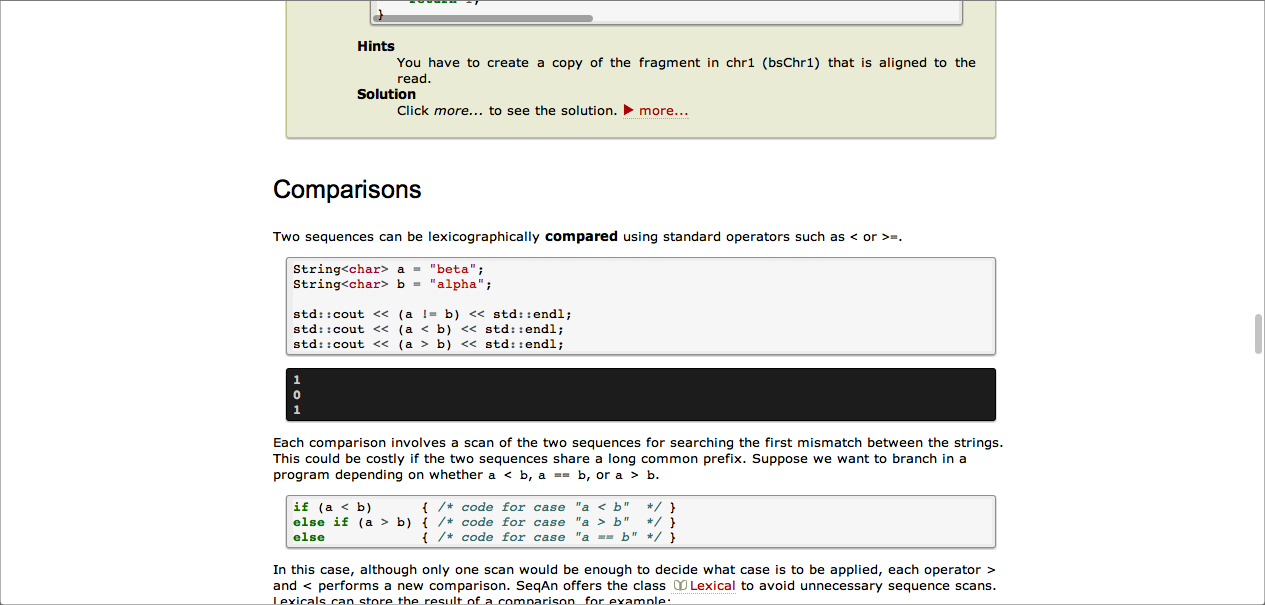 }
Hints
You have to create a copy of the fragment in chr1 (bsChr1) that is aligned to the
read.
Solution
Click more... to see the solution. more...
Comparisons
Two sequences can be lexicographically compared using standard operators such as < or >=.
String<char> a = "beta";
String<char> b = "alpha";
std::cout << (a != b) << std::endl;
std::cout << (a < b) << std::endl;
std::cout << (a > b) << std::endl;
1
0
1
Each comparison involves a scan of the two sequences for searching the first mismatch between the strings.
This could be costly if the two sequences share a long common prefix. Suppose we want to branch in a
program depending on whether a < b, a == b, or a > b.
if (a < b) { /* code for case "a < b" */ }
else if (a > b) { /* code for case "a > b" */ }
else { /* code for case "a == b" */ }
In this case, although only one scan would be enough to decide what case is to be applied, each operator >
and < performs a new comparison. SeqAn offers the class Lexical to avoid unnecessary sequence scans.
Lexicals can store the result of a comparison, for example: